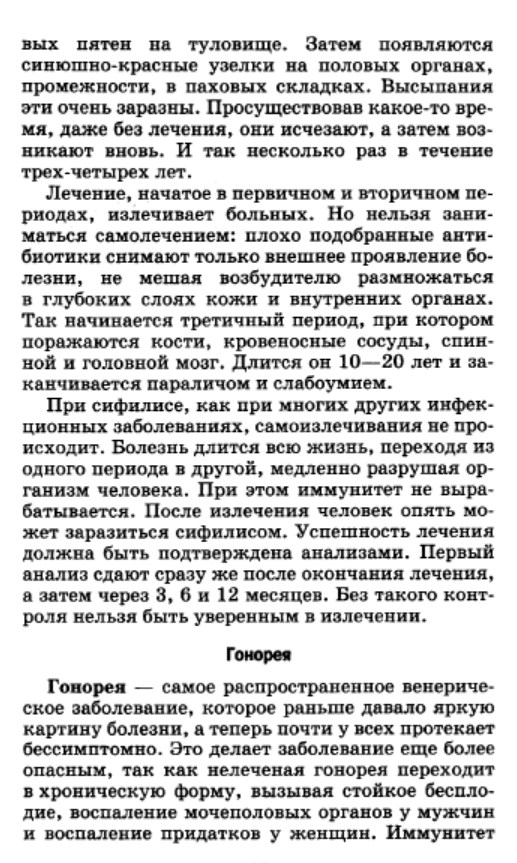 вых пятен на туловище. Затем появляются
синюшно-красные узелки на половых органах,
промежности, в паховых складках. Высыпания
эти очень заразны. Просуществовав какое-то вре-
мя, даже без лечения, они исчезают, а затем воз-
никают вновь. И так несколько раз в течение
трех-четырех лет.
Лечение, начатое в первичном и вторичном пе-
риодах, излечивает больных. Но нельзя зани-
маться самолечением: плохо подобранные анти-
биотики снимают только внешнее проявление бо-
лезни, не мешая возбудителю размножаться
в глубоких слоях кожи и внутренних органах.
Так начинается третичный период, при котором
поражаются кости, кровеносные сосуды, спин-
ной и головной мозг. Длится он 10—20 лет и за-
канчивается параличом и слабоумием.
При сифилисе, как при многих других инфек-
ционных заболеваниях, самоизлечивания не про-
исходит. Болезнь длится всю жизнь, переходя из
одного периода в другой, медленно разрушая ор-
ганизм человека. При этом иммунитет не выра-
батывается. После излечения человек опять мо-
жет заразиться сифилисом. Успешность лечения
должна быть подтверждена анализами. Первый
анализ сдают сразу же после окончания лечения,
а затем через 3, 6 и 12 месяцев. Без такого конт-
роля нельзя быть уверенным в излечении.
Гонорея
Гонорея — самое распространенное венериче-
ское заболевание, которое раньше давало яркую
картину болезни, а теперь почти у всех протекает
бессимптомно. Это делает заболевание еще более
опасным, так как нелеченая гонорея переходит
в хроническую форму, вызывая стойкое беспло-
дие, воспаление мочеполовых органов у мужчин
и воспаление придатков у женщин. Иммунитет